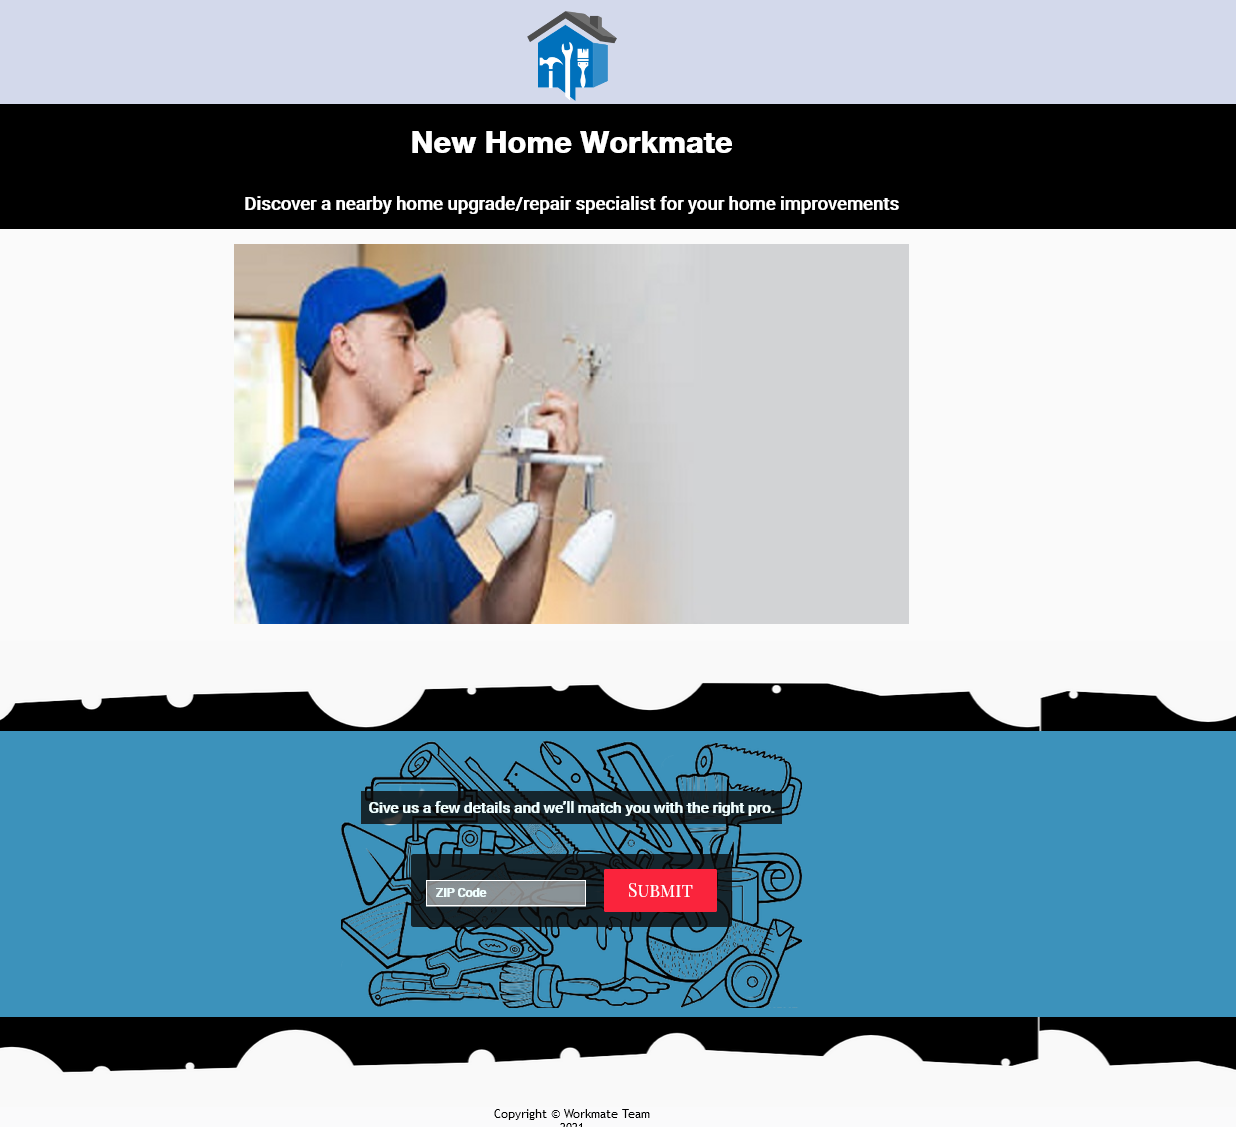 New Home Workmate
Discover a nearby home upgrade/repair specialist for your home improvements
Give us a few details and we'll match you with the right pro.
ZIP Code
Submit
Copyright © Workmate Team
2021